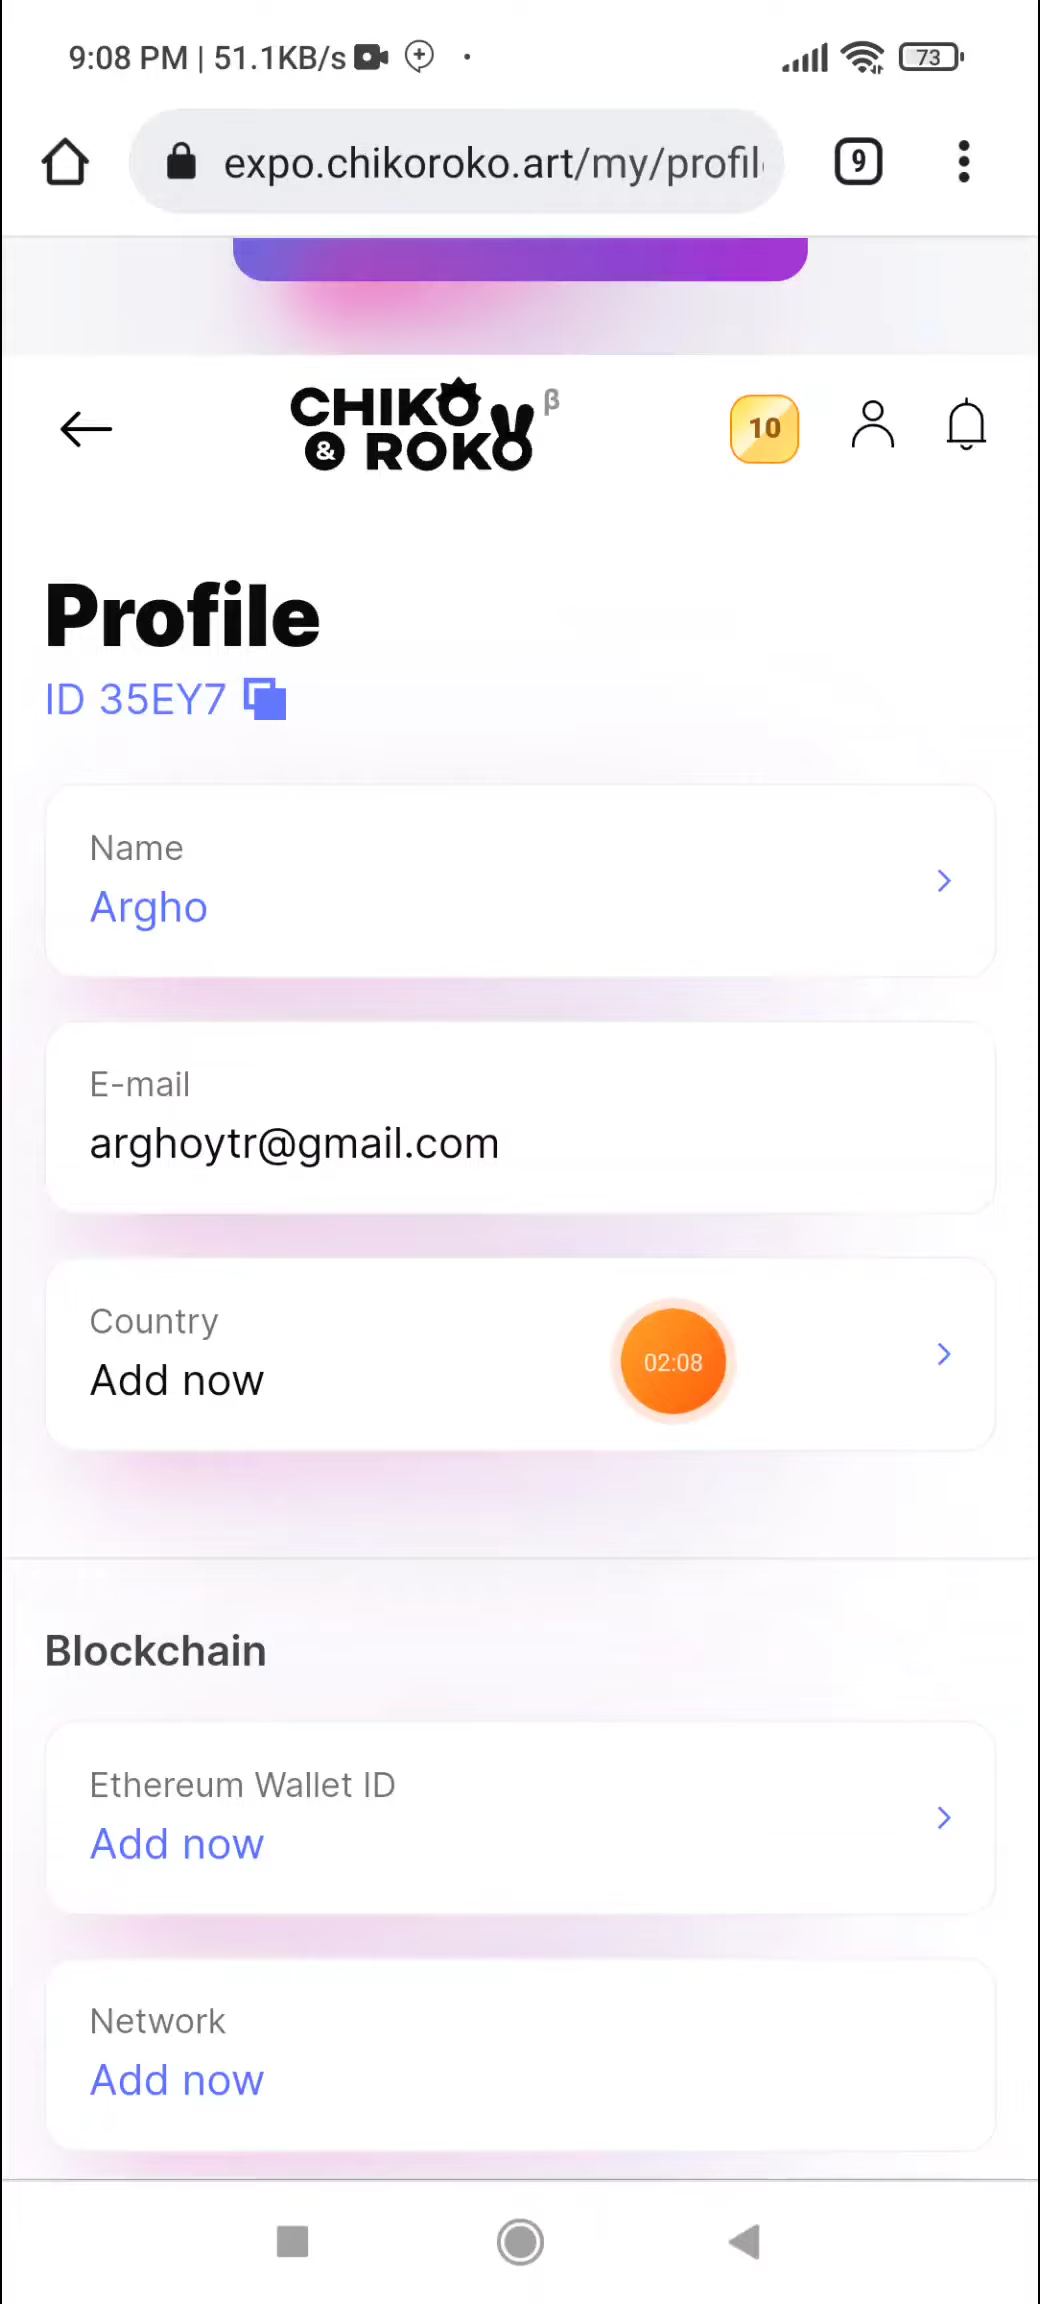 9:08 PM | 51.1KB/s
73
expo.chikoroko.art/my/profil
9
CHIKO
& ROKO
β
10
Profile
ID 35EY7
Name
Argho
E-mail
arghoytr@gmail.com
Country
Add now
02:08
Blockchain
Ethereum Wallet ID
Add now
Network
Add now